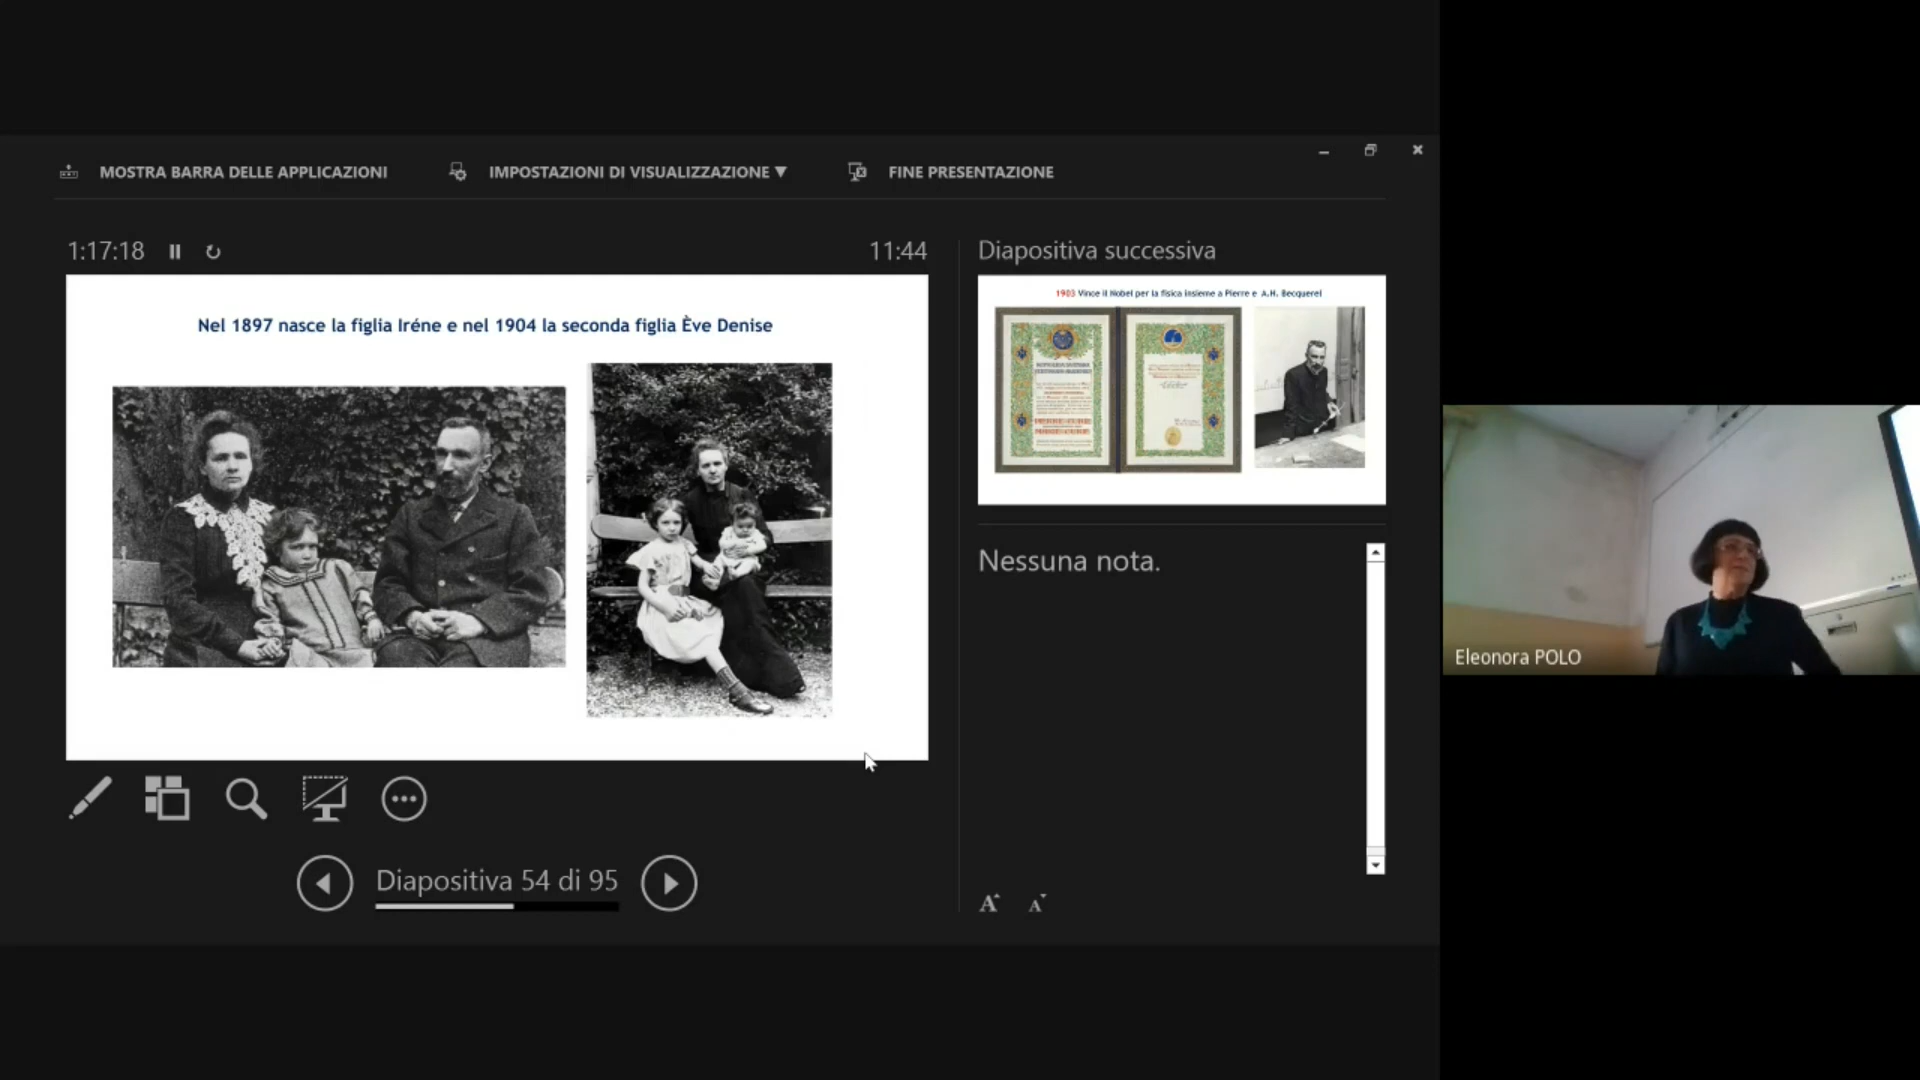 MOSTRA BARRA DELLE APPLICAZIONI
IMPOSTAZIONI DI VISUALIZZAZIONE ▼
FINE PRESENTAZIONE
1:17:18
11:44
Nel 1897 nasce la figlia Iréne e nel 1904 la seconda figlia Ève Denise
Diapositiva successiva
1903 Vince il Nobel per la fisica insieme a Pierre e A.H. Becquerel
Nessuna nota.
Diapositiva 54 di 95
A A
Eleonora POLO